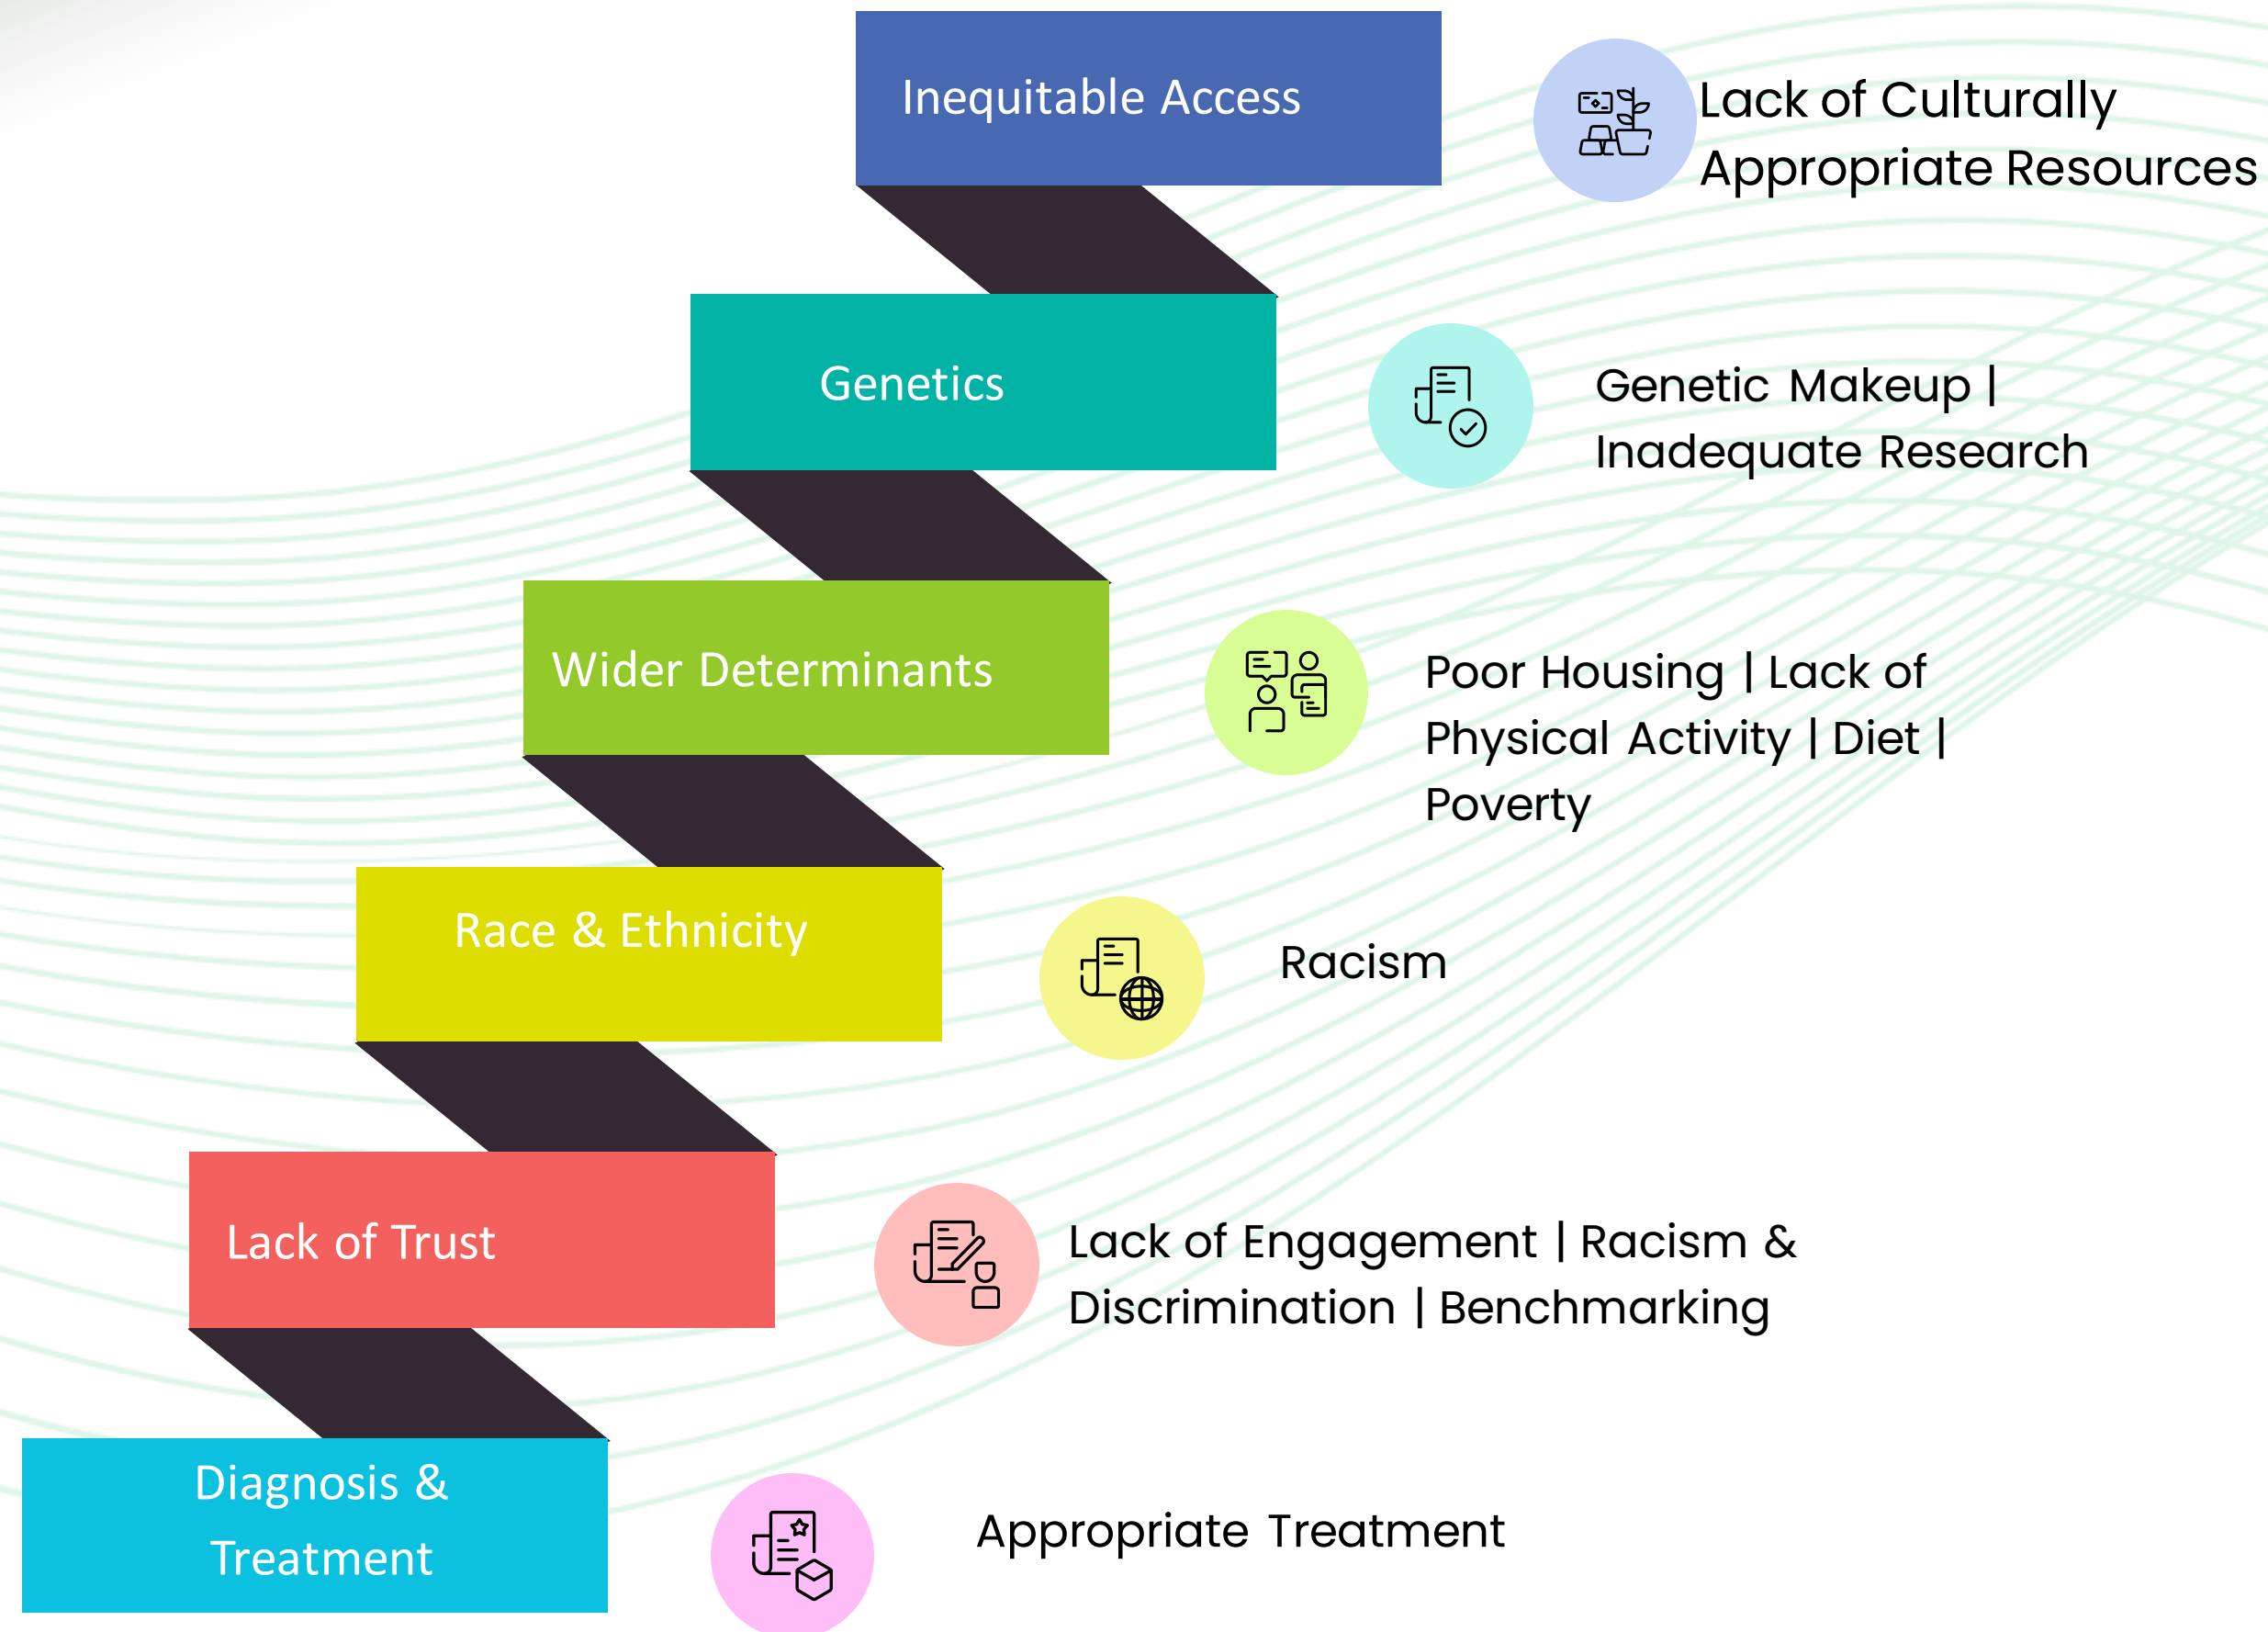 Inequitable Access
Lack of Culturally
Appropriate Resources
Genetics
Genetic Makeup |
Inadequate Research
Wider Determinants
Poor Housing | Lack of
Physical Activity | Diet |
Poverty
Race & Ethnicity
Racism
Lack of Trust
Lack of Engagement | Racism &
Discrimination | Benchmarking
Diagnosis &
Treatment
Appropriate Treatment